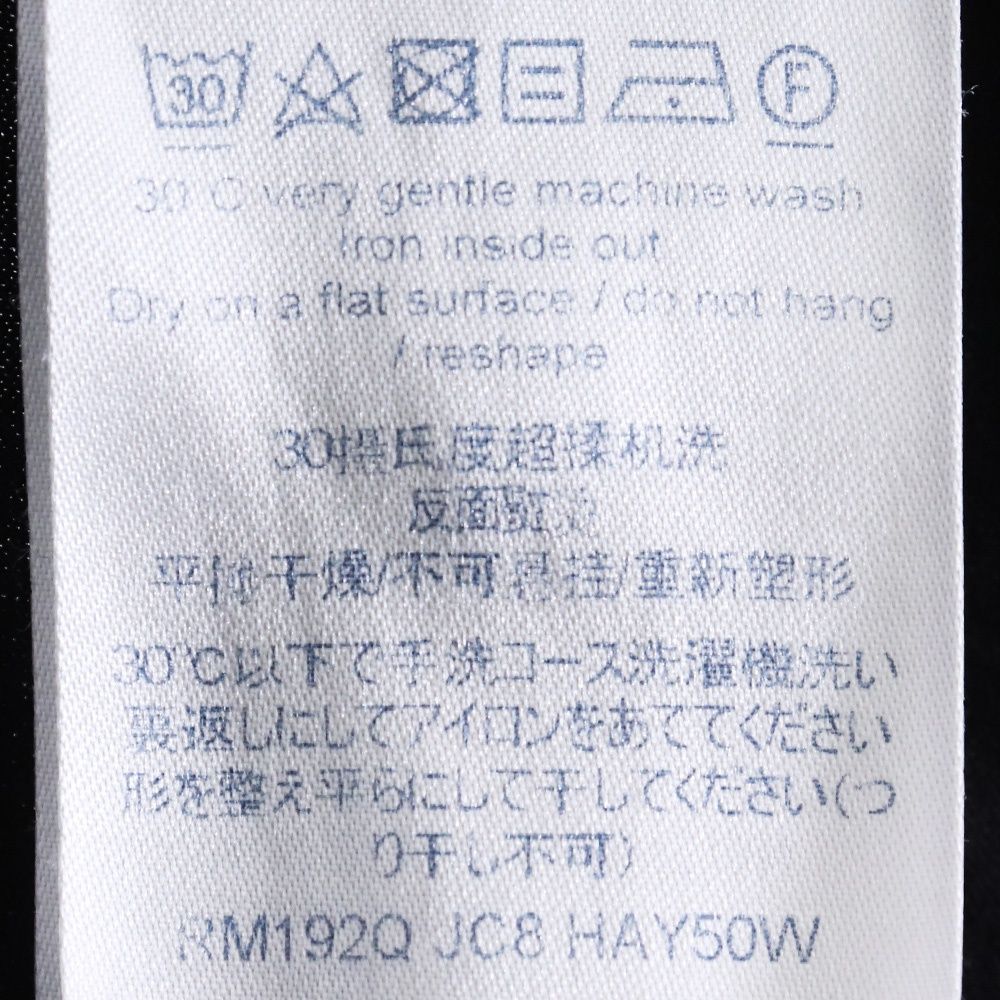 30
F
30°C very gentle machine wash
Iron inside out
Dry on a flat surface / do not hang
/ reshape
30摄氏度超揉机洗
反面熨烫
平摊干燥/不可悬挂/重新塑形
30℃以下で手洗コース洗濯機洗い
裏返しにしてアイロンをあててください
形を整え平らにして干してください(つ
り干し不可)
RM192Q JC8 HAY50W